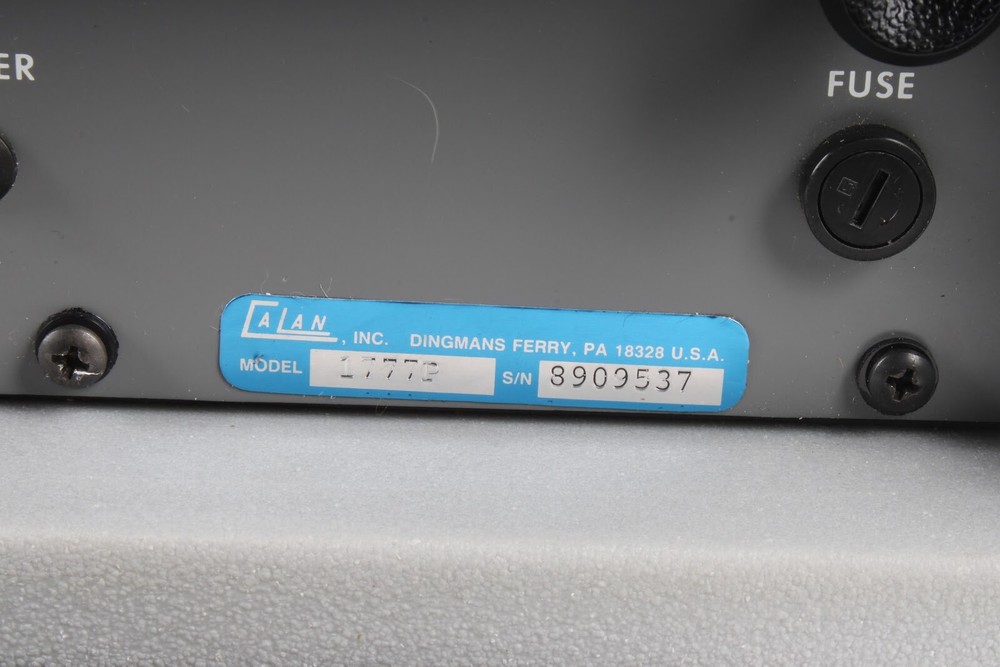 ER
FUSE
CALAN, INC. DINGMANS FERRY, PA 18328 U.S.A.
MODEL 1777P S/N 8909537